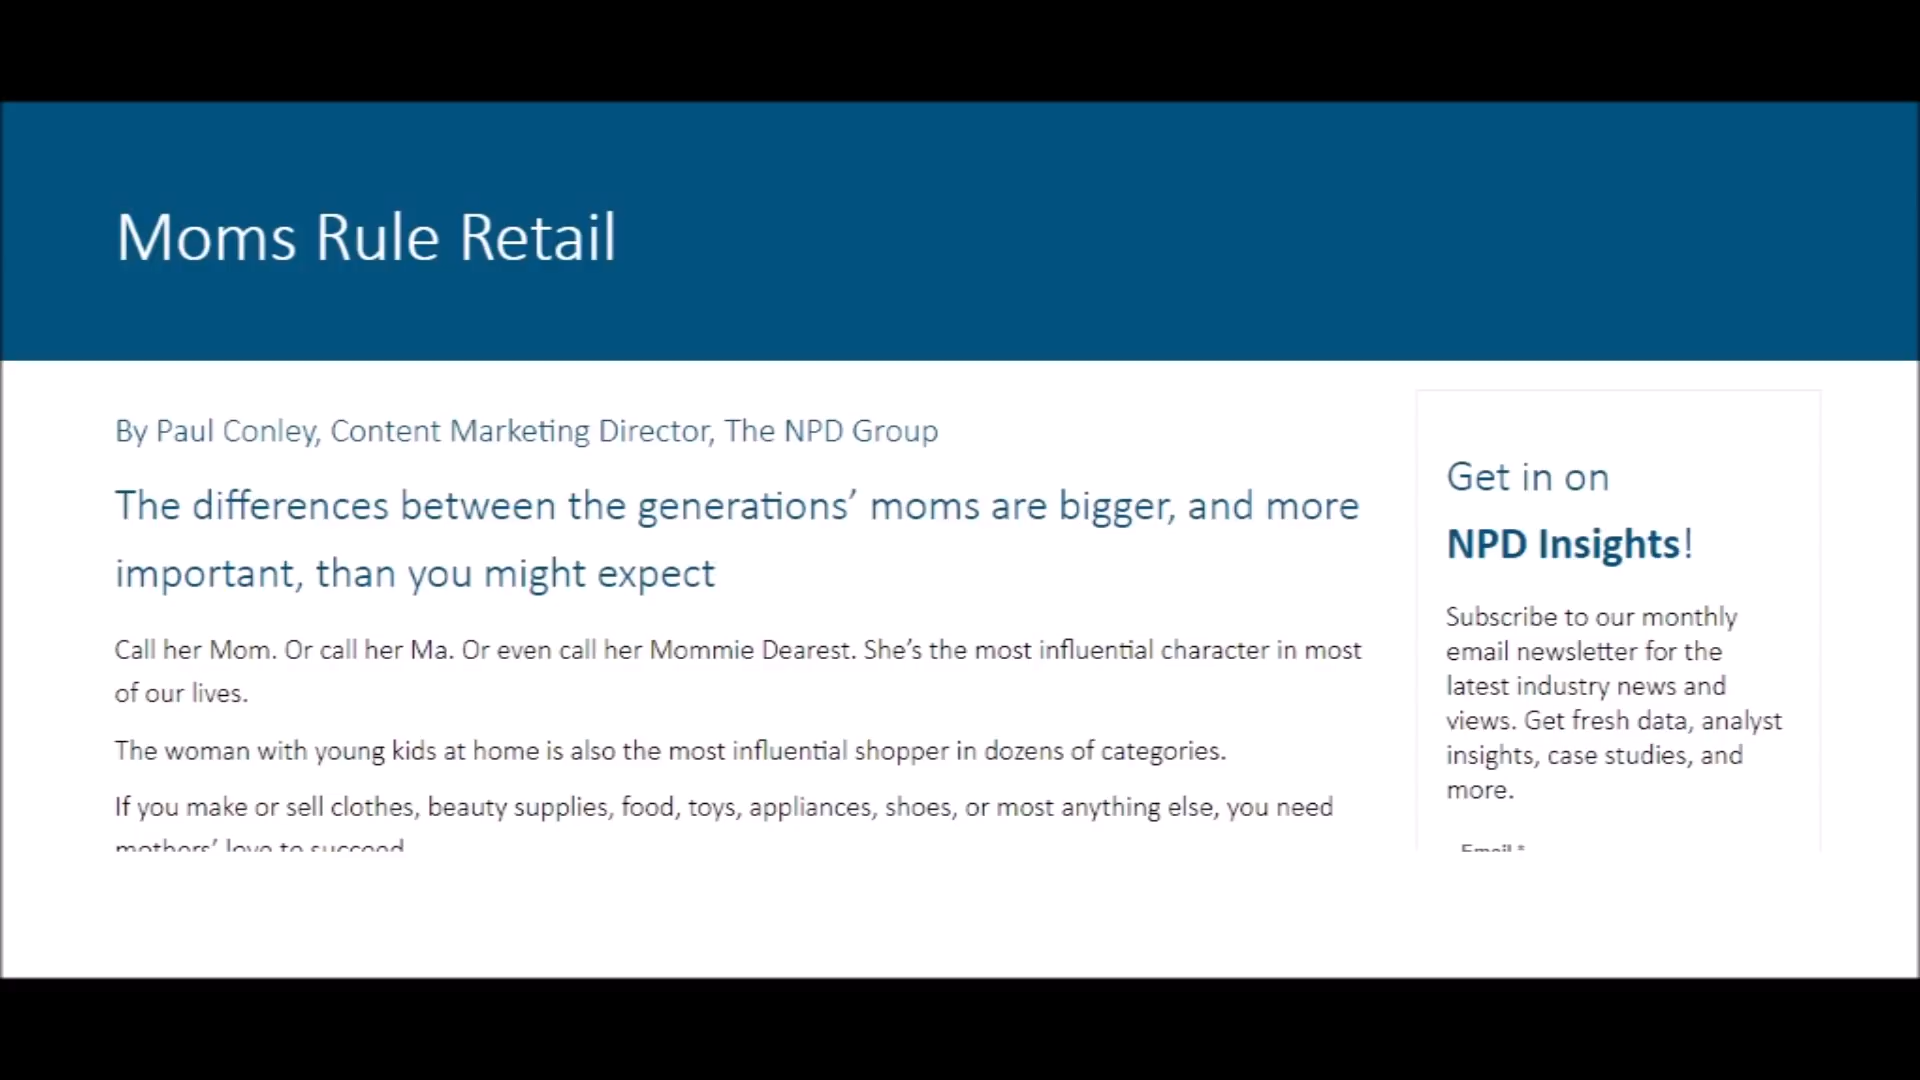 Moms Rule Retail
By Paul Conley, Content Marketing Director, The NPD Group
The differences between the generations’ moms are bigger, and more
important, than you might expect
Call her Mom. Or call her Ma. Or even call her Mommie Dearest. She’s the most influential character in most
of our lives.
The woman with young kids at home is also the most influential shopper in dozens of categories.
If you make or sell clothes, beauty supplies, food, toys, appliances, shoes, or most anything else, you need
mothers’ love to succeed
Get in on
NPD Insights!
Subscribe to our monthly
email newsletter for the
latest industry news and
views. Get fresh data, analyst
insights, case studies, and
more.
Email *